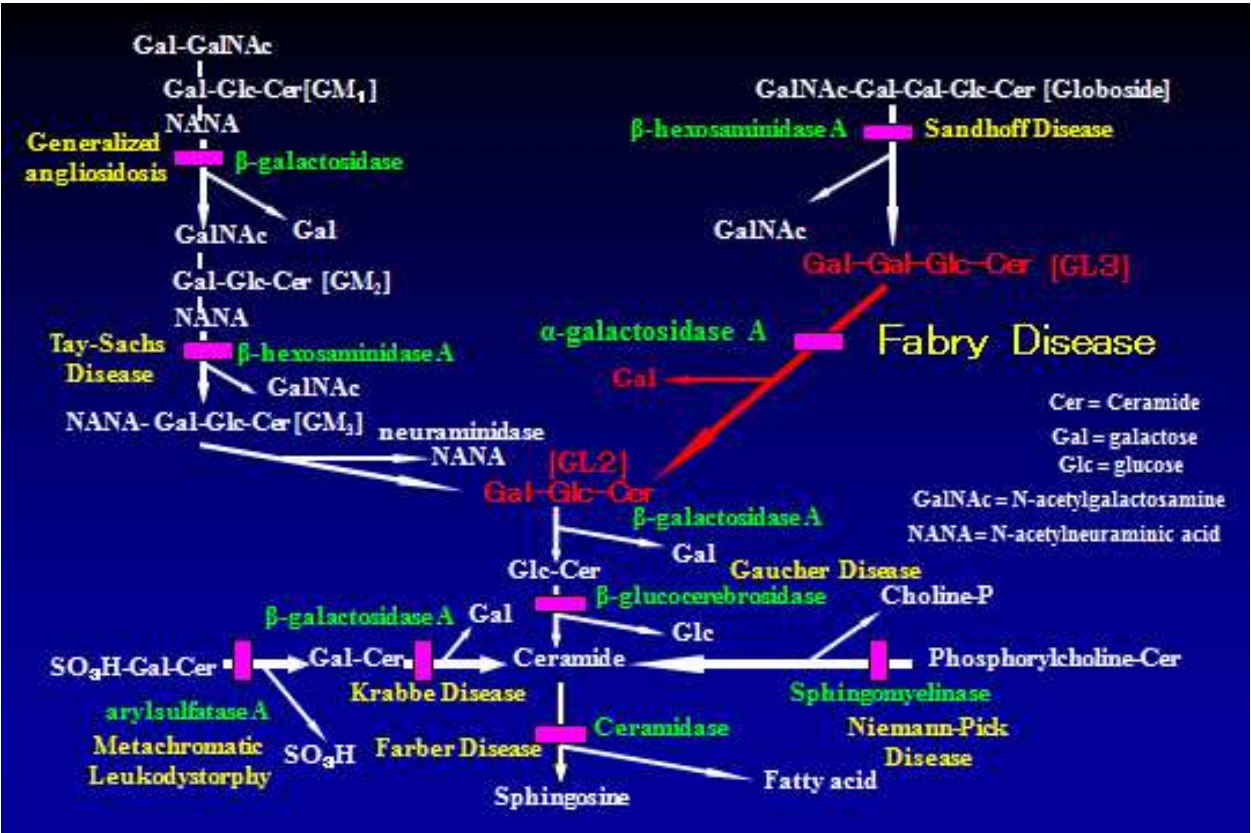 Gal-GalNAc
Gal-Glc-Cer[GM₁]
NANA
Generalized
angliosidosis
β-galactosidase
GalNAc
Gal
Gal-Glc-Cer [GM₂]
NANA
Tay-Sachs
Disease
β-hexosaminidase A
GalNAc
NANA- Gal-Glc-Cer[GM₃]
neuraminidase
NANA
GalNAc-Gal-Gal-Glc-Cer [Globoside]
β-hexosaminidase A
Sandhoff Disease
GalNAc
Gal-Gal-Glc-Cer [GL3]
α-galactosidase A
Fabry Disease
Gal
Cer = Ceramide
Gal = galactose
Glc = glucose
GalNAc = N-acetylgalactosamine
NANA = N-acetylneuraminic acid
[GL2]
Gal-Glc-Cer
β-galactosidase A
Gal
Glc-Cer
Gaucher Disease
β-glucocerebrosidase
Glc
β-galactosidase A
Gal
Choline-P
SO₃H-Gal-Cer
Gal-Cer
Ceramide
Phosphorylcholine-Cer
Krabbe Disease
Sphingomyelinase
arylsulfatase A
Metachromatic
Leukodystorphy
SO₃H
Niemann-Pick
Disease
Farber Disease
Ceramidase
Fatty acid
Sphingosine